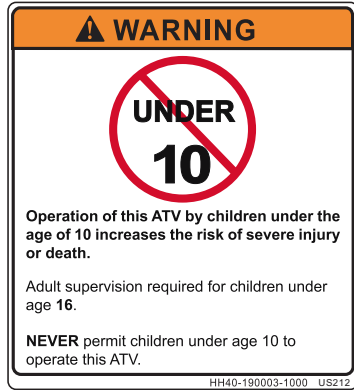 WARNING
UNDER
10
Operation of this ATV by children under the
age of 10 increases the risk of severe injury
or death.
Adult supervision required for children under
age 16.
NEVER permit children under age 10 to
operate this ATV.
HH40-190003-1000 US212